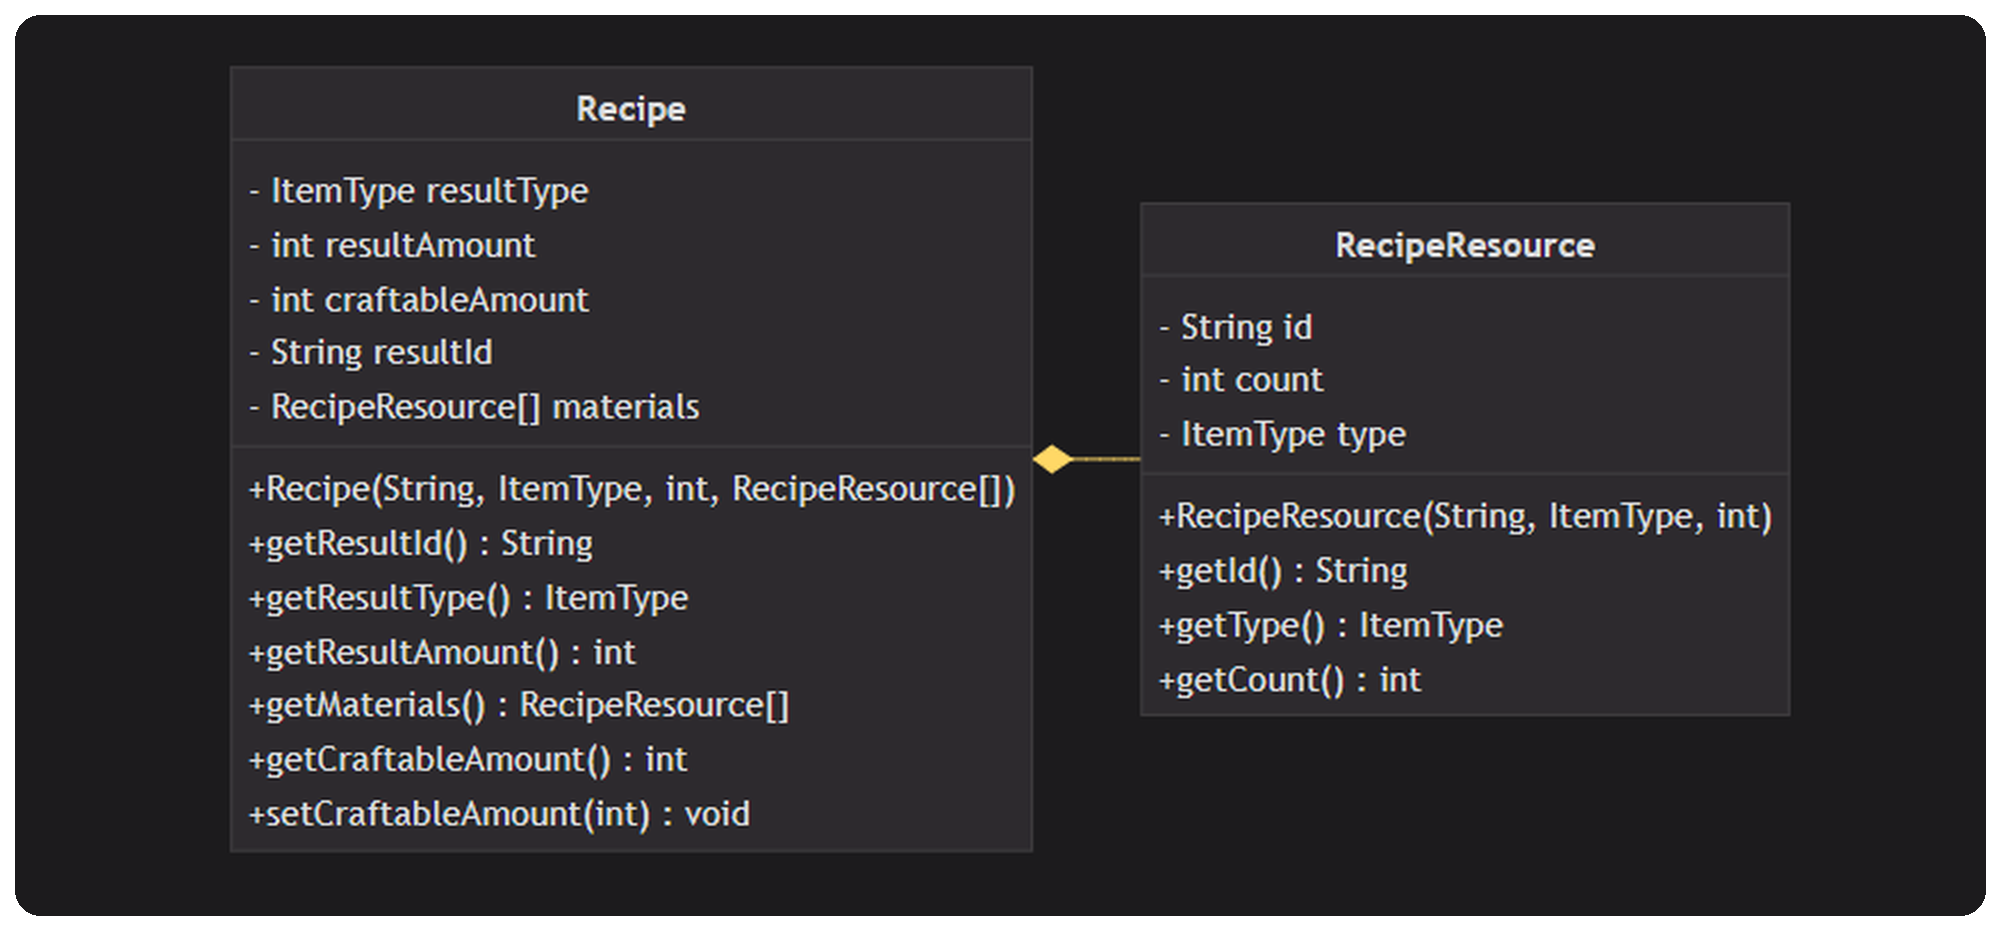 Recipe
- ItemType resultType
- int resultAmount
- int craftableAmount
- String resultId
- RecipeResource[] materials
+Recipe(String, ItemType, int, RecipeResource[])
+getResultId() : String
+getResultType() : ItemType
+getResultAmount() : int
+getMaterials() : RecipeResource[]
+getCraftableAmount() : int
+setCraftableAmount(int) : void
RecipeResource
- String id
- int count
- ItemType type
+RecipeResource(String, ItemType, int)
+getId() : String
+getType() : ItemType
+getCount() : int